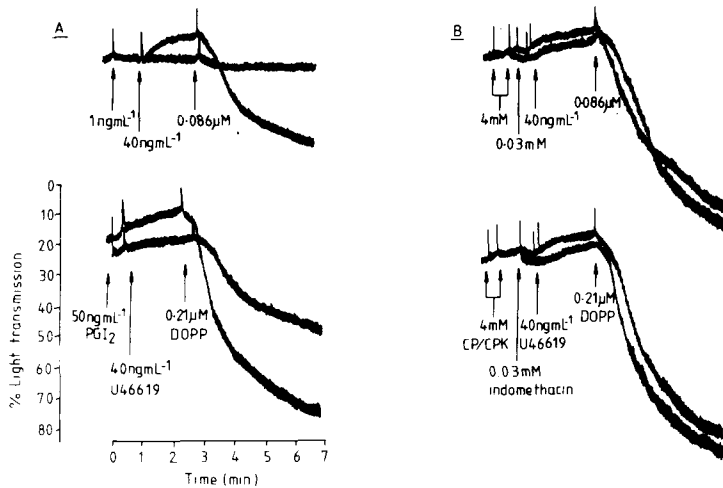 A
1ngmL⁻¹
40ngmL⁻¹
0·086µM
% Light transmission
0
10
20
30
40
50
60
70
80
50ngmL⁻¹
PGI₂
40ngmL⁻¹
U46619
0·21µM
DOPP
0 1 2 3 4 5 6 7
Time (min)
B
4mM
0·03mM
40ngmL⁻¹
0·086µM
4mM
CP/CPK
0·03mM
indomethacin
40ngmL⁻¹
U46619
0·21µM
DOPP